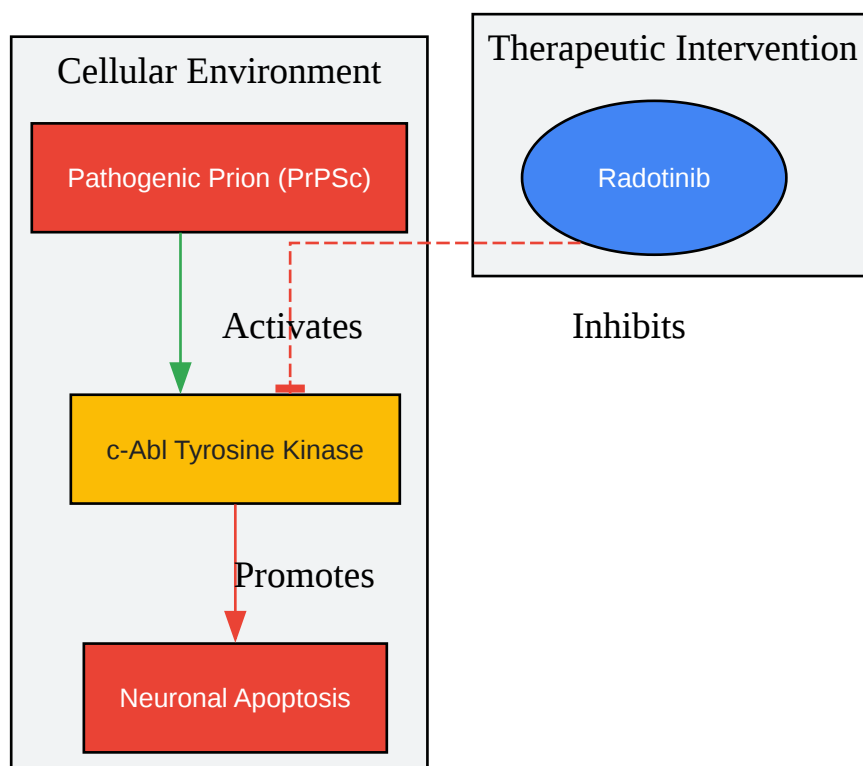 Cellular Environment
Therapeutic Intervention
Pathogenic Prion (PrPSc)
Radotinib
Activates
Inhibits
c-Abl Tyrosine Kinase
Promotes
Neuronal Apoptosis